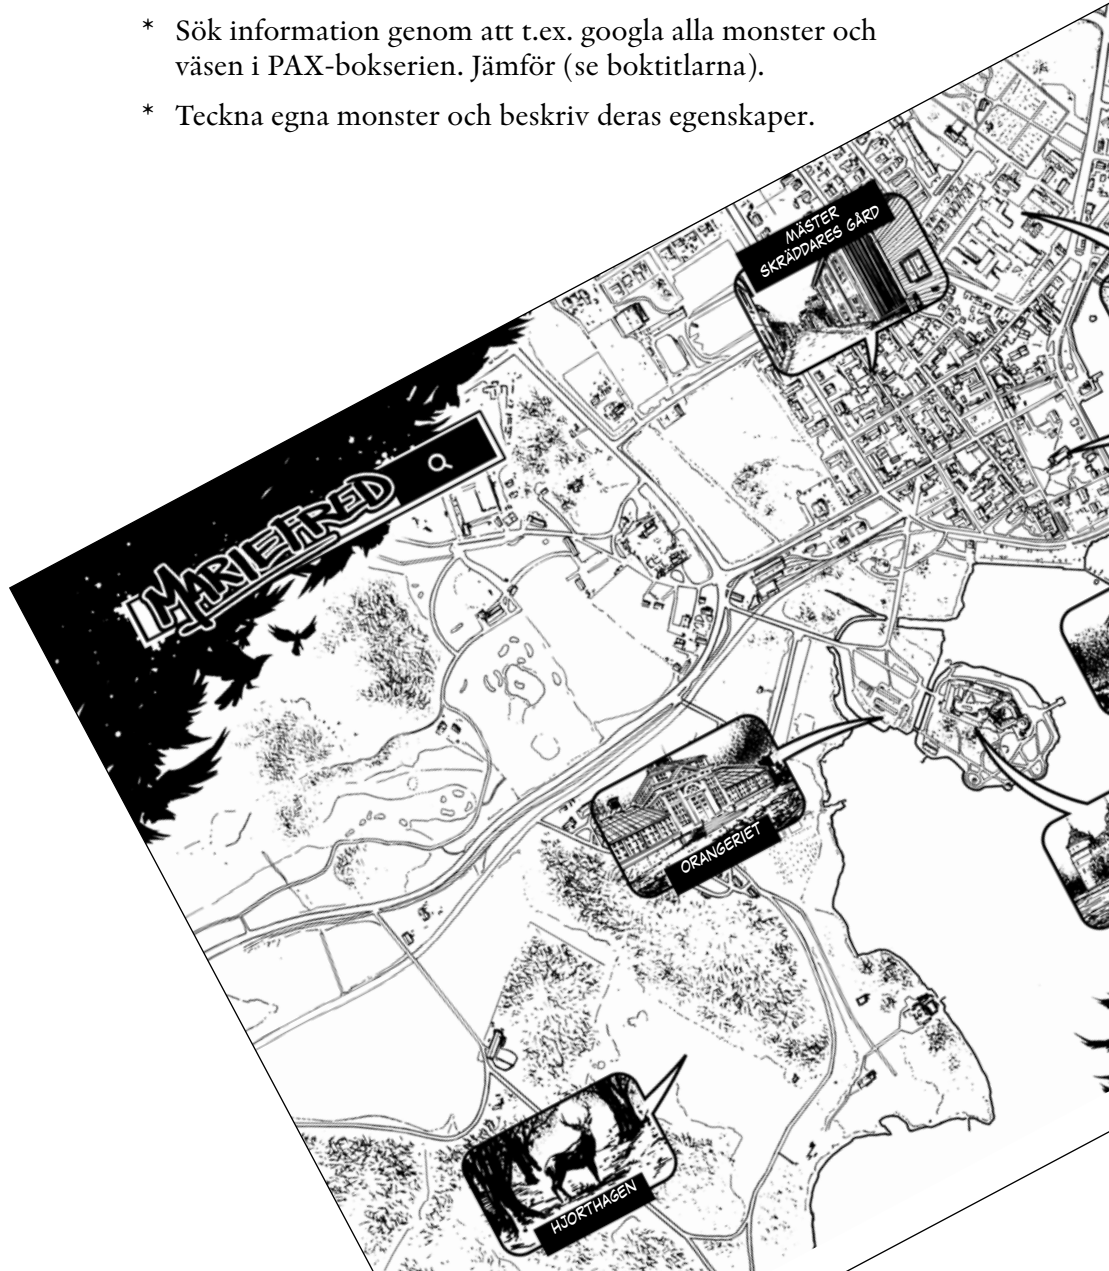 * Sök information genom att t.ex. googla alla monster och
väsen i PAX-bokserien. Jämför (se boktitlarna).
* Teckna egna monster och beskriv deras egenskaper.
MÄSTER
SKRÄDDARES GÅRD
MARIEFRED
ORANGERIET
HJORTHAGEN